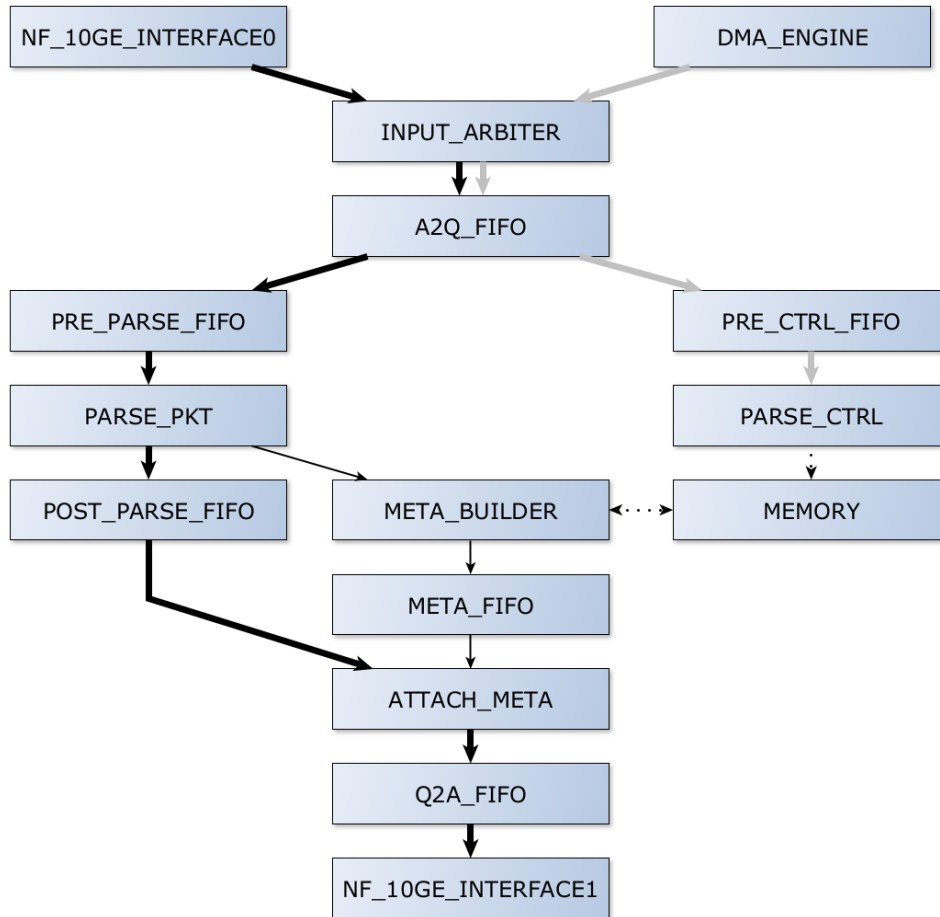 NF_10GE_INTERFACE0
DMA_ENGINE
INPUT_ARBITER
A2Q_FIFO
PRE_PARSE_FIFO
PRE_CTRL_FIFO
PARSE_PKT
PARSE_CTRL
POST_PARSE_FIFO
META_BUILDER
MEMORY
META_FIFO
ATTACH_META
Q2A_FIFO
NF_10GE_INTERFACE1